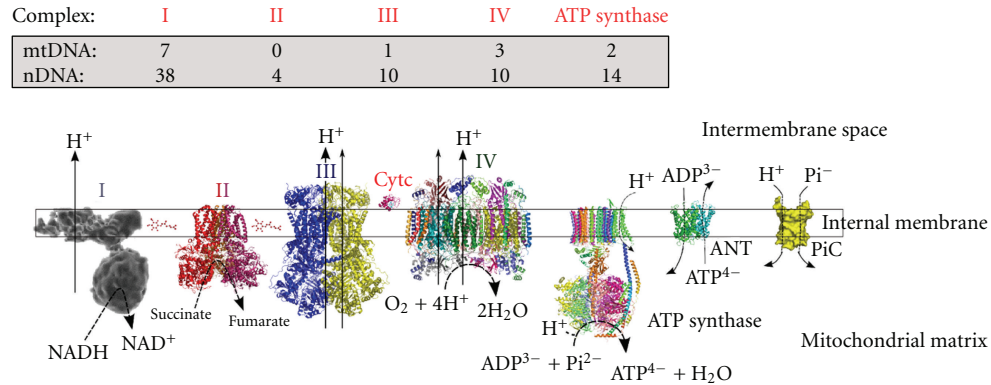 Complex: I II III IV ATP synthase
mtDNA: 7 0 1 3 2
nDNA: 38 4 10 10 14
Intermembrane space
H⁺ H⁺ H⁺
I II III Cytc IV H⁺ ADP³⁻ H⁺ Pi⁻
Internal membrane
ANT PiC
ATP⁴⁻
O₂ + 4H⁺ 2H₂O
Succinate Fumarate
H⁺ ATP synthase
NADH NAD⁺ Mitochondrial matrix
ADP³⁻ + Pi²⁻ ATP⁴⁻ + H₂O